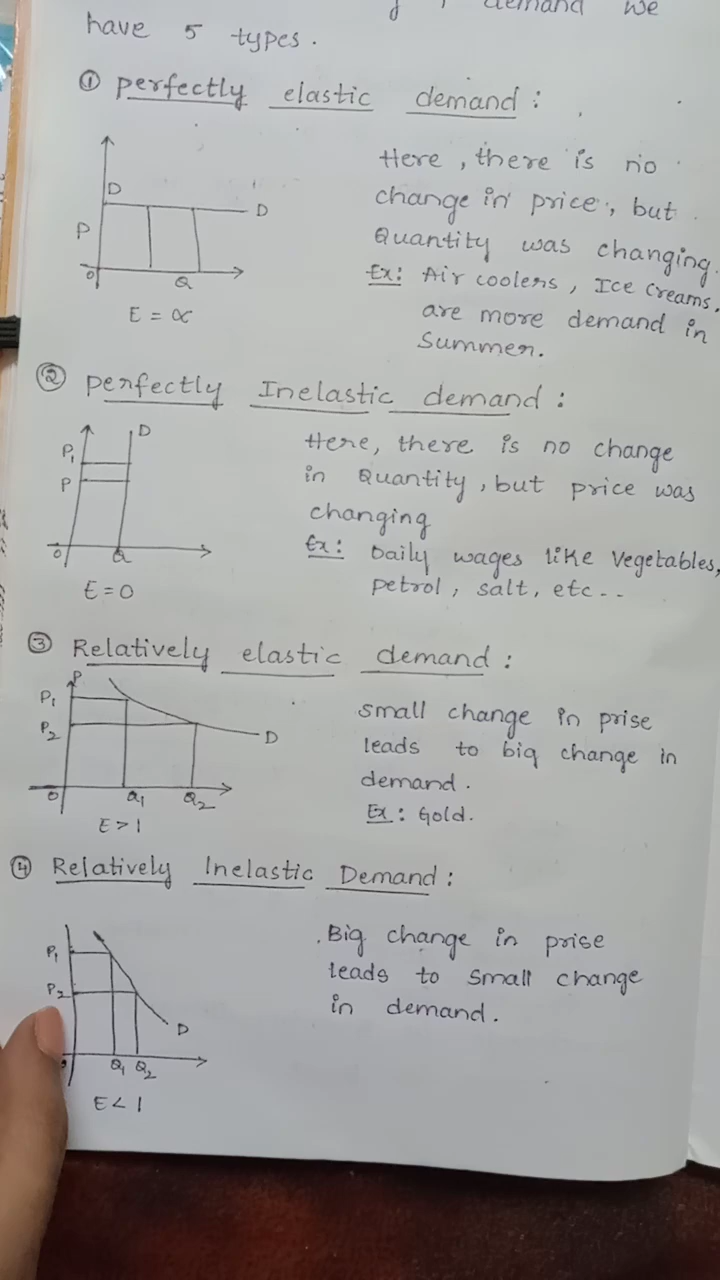 demand we
have 5 types.
① perfectly elastic demand :
Here, there is no
change in price, but
Quantity was changing.
Ex: Air coolers, Ice creams,
are more demand in
Summer.
D
D
P
O
Q
E = ∝
② perfectly Inelastic demand :
Here, there is no change
in Quantity, but price was
changing
Ex: Daily wages like Vegetables,
petrol, salt, etc..
D
P1
P
O
Q
E = 0
③ Relatively elastic demand :
small change in prise
leads to big change in
demand.
Ex: Gold.
P
P1
P2
D
O
Q1 Q2
E > 1
④ Relatively Inelastic Demand :
Big change in prise
leads to small change
in demand.
P1
P2
D
Q1 Q2
E < 1